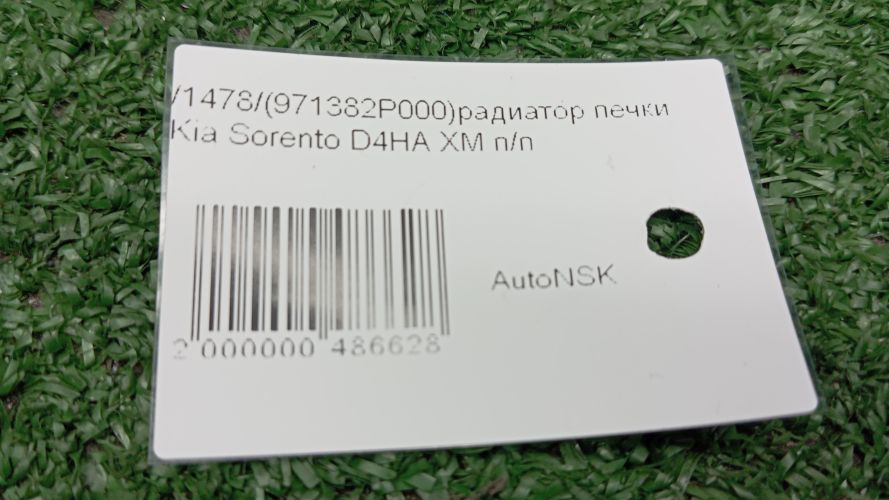 /1478/(971382P000)радиатор печки
Kia Sorento D4HA XM п/п
AutoNSK
2 000000 486628